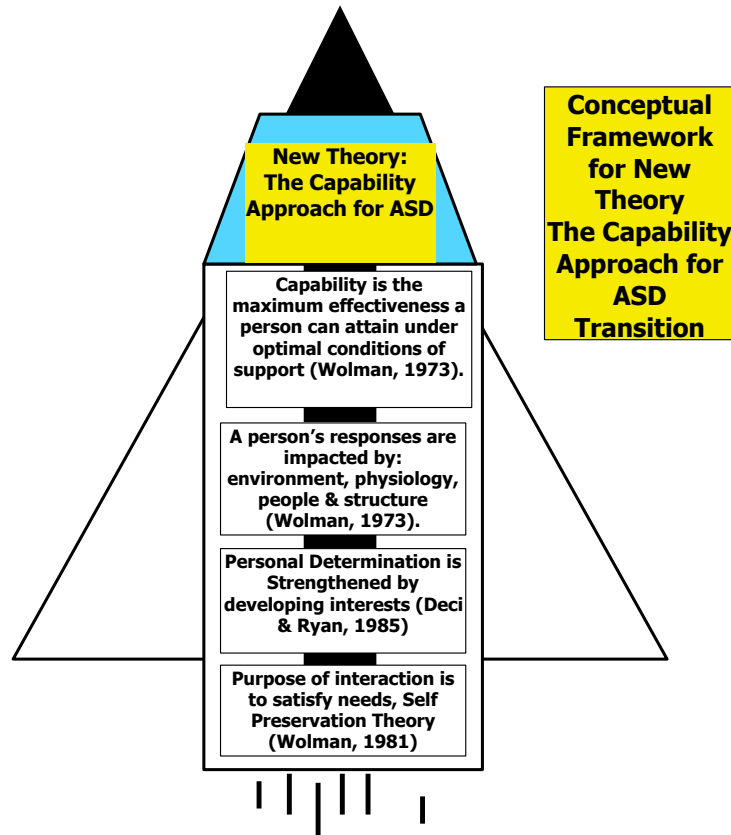 New Theory:
The Capability
Approach for ASD
Conceptual
Framework
for New
Theory
The Capability
Approach for
ASD
Transition
Capability is the
maximum effectiveness a
person can attain under
optimal conditions of
support (Wolman, 1973).
A person’s responses are
impacted by:
environment, physiology,
people & structure
(Wolman, 1973).
Personal Determination is
Strengthened by
developing interests (Deci
& Ryan, 1985)
Purpose of interaction is
to satisfy needs, Self
Preservation Theory
(Wolman, 1981)